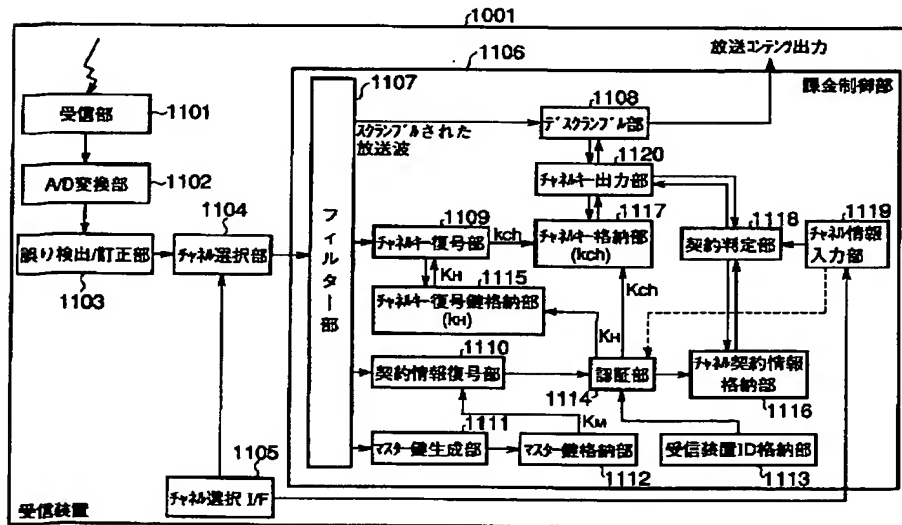 1001
放送コンテンツ出力
1106
課金制御部
1107
1108
受信部
1101
スクランブルされた
放送波
デスクランブル部
1120
A/D変換部
1102
チャネルキー出力部
1104
1109
1117
1118
1119
誤り検出/訂正部
チャネル選択部
フィルター部
チャネルキー復号部
kch
チャネルキー格納部
(kch)
契約判定部
チャネル情報
入力部
1103
KH
1115
Kch
チャネルキー復号鍵格納部
(kH)
KH
1110
契約情報復号部
認証部
チャネル契約情報
格納部
1114
1116
1111
KM
1105
マスター鍵生成部
マスター鍵格納部
受信装置ID格納部
チャネル選択 I/F
1112
1113
受信装置